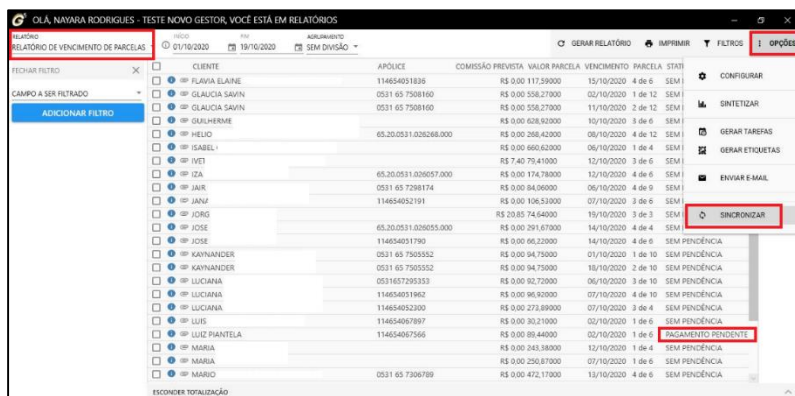 OLÁ, NAYARA RODRIGUES - TESTE NOVO GESTOR, VOCÊ ESTÁ EM RELATÓRIOS
RELATÓRIO INÍCIO FIM AGRUPAMENTO
RELATÓRIO DE VENCIMENTO DE PARCELAS 01/10/2020 19/10/2020 SEM DIVISÃO GERAR RELATÓRIO IMPRIMIR FILTROS OPÇÕES
FECHAR FILTRO
CAMPO A SER FILTRADO
ADICIONAR FILTRO
CLIENTE APÓLICE COMISSÃO PREVISTA VALOR PARCELA VENCIMENTO PARCELA STATU
FLAVIA ELAINE 114654051836 R$ 0,00 117,59000 15/10/2020 4 de 6 SEM
GLAUCIA SAVIN 0531 65 7508160 R$ 0,00 558,27000 02/10/2020 1 de 12 SEM
GLAUCIA SAVIN 0531 65 7508160 R$ 0,00 558,27000 11/10/2020 2 de 12 SEM
GUILHERME R$ 0,00 628,92000 10/10/2020 3 de 6 SEM
HELIO 65.20.0531.026268.000 R$ 0,00 268,42000 08/10/2020 4 de 12 SEM
ISABEL R$ 0,00 660,62000 06/10/2020 1 de 4 SEM
IVET R$ 7,40 79,41000 12/10/2020 3 de 6 SEM
IZA 65.20.0531.026057.000 R$ 0,00 174,78000 12/10/2020 4 de 6 SEM
JAIR 0531 65 7298174 R$ 0,00 84,06000 06/10/2020 4 de 9 SEM
JANA 114654052191 R$ 0,00 106,53000 07/10/2020 3 de 6 SEM
JORG R$ 20,85 74,64000 19/10/2020 3 de 3 SEM
JOSE 65.20.0531.026055.000 R$ 0,00 291,67000 14/10/2020 4 de 4 SEM
JOSE 114654051790 R$ 0,00 66,22000 14/10/2020 4 de 6 SEM PENDÊNCIA
KAYNANDER 0531 65 7505552 R$ 0,00 94,75000 01/10/2020 1 de 10 SEM PENDÊNCIA
KAYNANDER 0531 65 7505552 R$ 0,00 94,75000 18/10/2020 2 de 10 SEM PENDÊNCIA
LUCIANA 0531657295353 R$ 0,00 92,72000 06/10/2020 3 de 10 SEM PENDÊNCIA
LUCIANA 114654051962 R$ 0,00 96,92000 07/10/2020 4 de 10 SEM PENDÊNCIA
LUCIANA 114654052300 R$ 0,00 273,89000 07/10/2020 3 de 4 SEM PENDÊNCIA
LUIS 114654067897 R$ 0,00 30,21000 02/10/2020 1 de 6 SEM PENDÊNCIA
LUIZ PIANTELA 114654067566 R$ 0,00 89,44000 02/10/2020 1 de 6 PAGAMENTO PENDENTE
MARIA R$ 0,00 243,38000 12/10/2020 1 de 4 SEM PENDÊNCIA
MARIA R$ 0,00 250,87000 07/10/2020 1 de 6 SEM PENDÊNCIA
MARIO 0531 65 7306789 R$ 0,00 472,17000 13/10/2020 4 de 6 SEM PENDÊNCIA
ESCONDER TOTALIZAÇÃO
CONFIGURAR
SINTETIZAR
GERAR TAREFAS
GERAR ETIQUETAS
ENVIAR E-MAIL
SINCRONIZAR